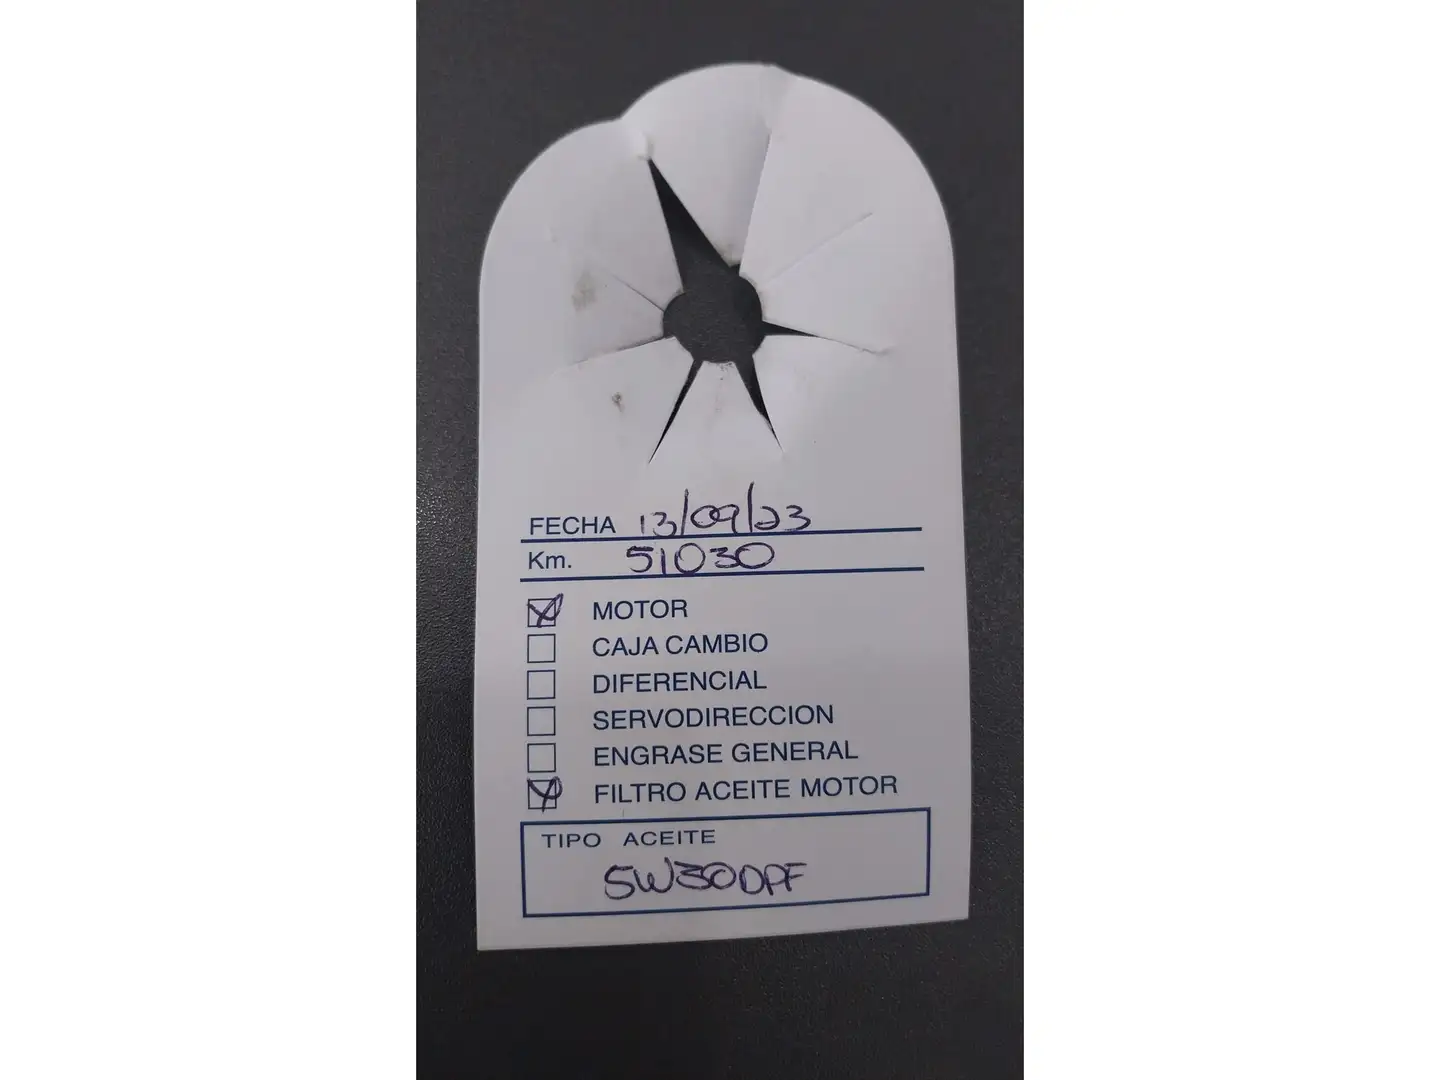 FECHA 13/09/23
Km. 51030
MOTOR
CAJA CAMBIO
DIFERENCIAL
SERVODIRECCION
ENGRASE GENERAL
FILTRO ACEITE MOTOR
TIPO ACEITE
5W30DPF